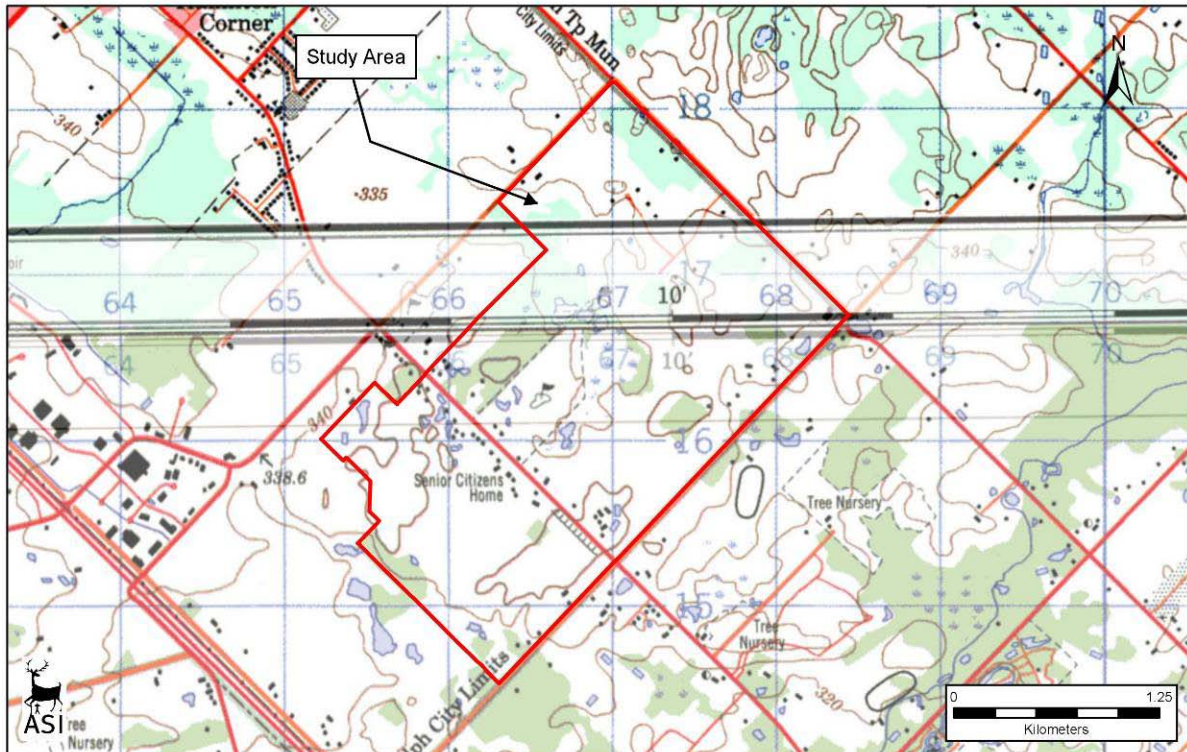 Corner
Study Area
Tp Mun
City Limits
N
18
340
·335
340
64
65
66
67
10'
17
68
69
70
64
65
66
67
10'
68
69
70
340
338.6
16
Senior Citizens
Home
Tree Nursery
15
Tree
Nursery
City Limits
320
ASI
Nursery
0
1.25
Kilometers